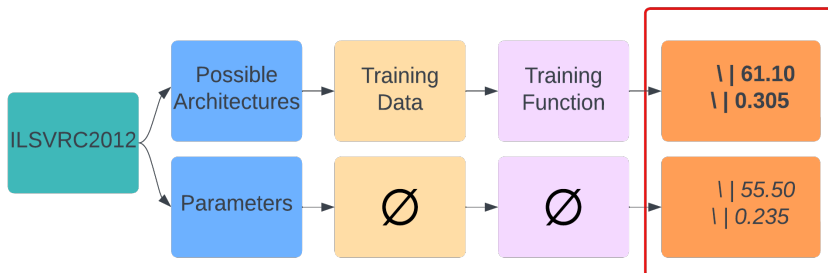 ILSVRC2012
Possible
Architectures
Training
Data
Training
Function
\ | 61.10
\ | 0.305
Parameters
∅
∅
\ | 55.50
\ | 0.235